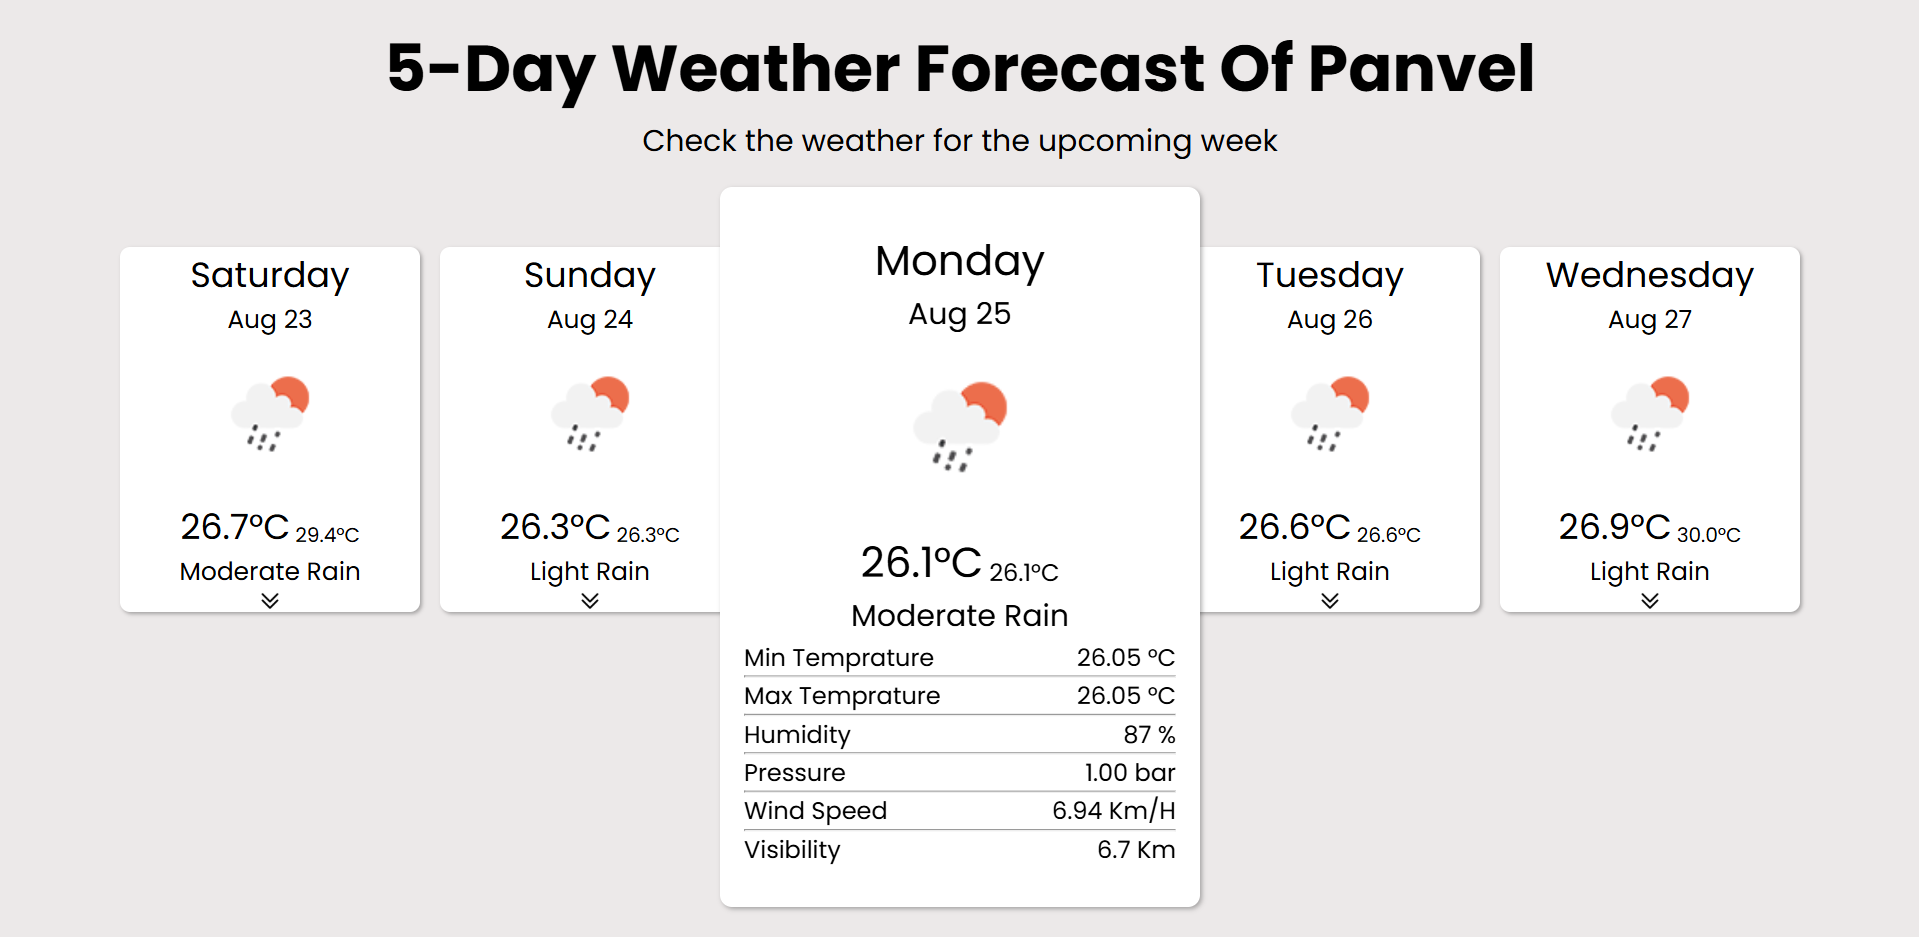 5-Day Weather Forecast Of Panvel
Check the weather for the upcoming week
Saturday
Aug 23
26.7°C 29.4°C
Moderate Rain
Sunday
Aug 24
26.3°C 26.3°C
Light Rain
Monday
Aug 25
26.1°C 26.1°C
Moderate Rain
Min Temprature 26.05 °C
Max Temprature 26.05 °C
Humidity 87 %
Pressure 1.00 bar
Wind Speed 6.94 Km/H
Visibility 6.7 Km
Tuesday
Aug 26
26.6°C 26.6°C
Light Rain
Wednesday
Aug 27
26.9°C 30.0°C
Light Rain